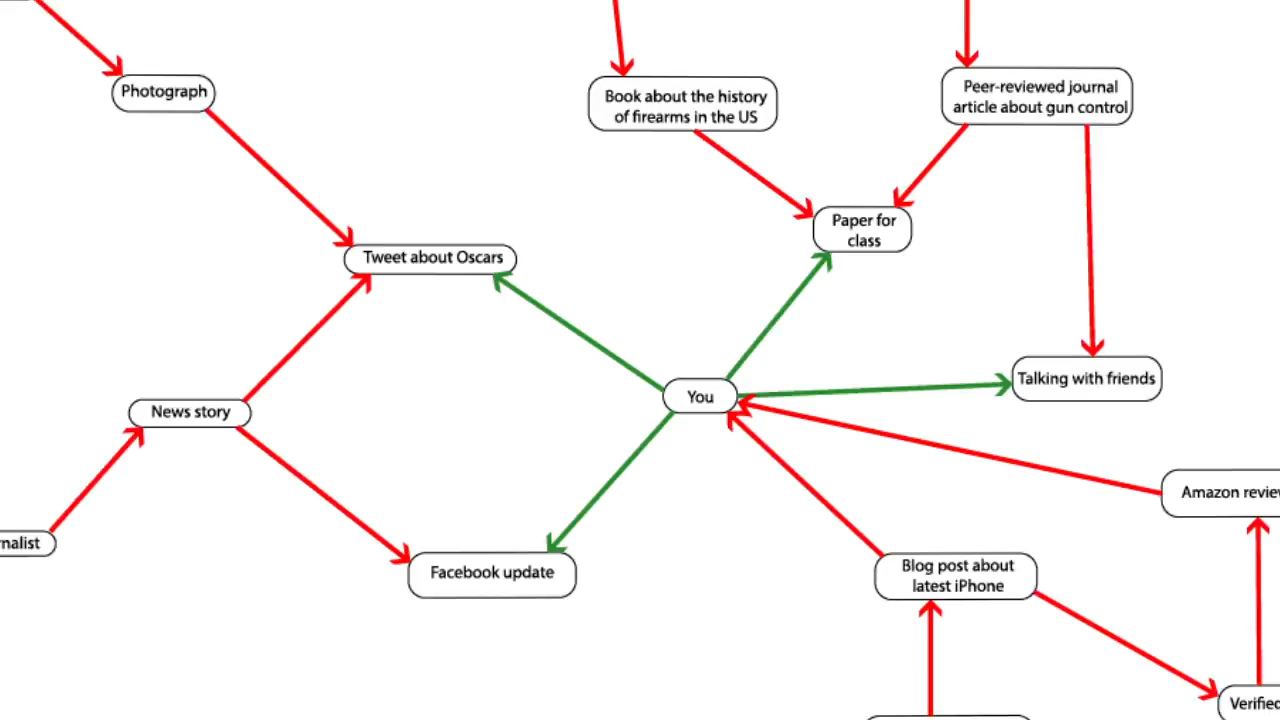 Photograph
Book about the history
of firearms in the US
Peer-reviewed journal
article about gun control
Paper for
class
Tweet about Oscars
Talking with friends
You
News story
Amazon
nalist
Facebook update
Blog post about
latest iPhone
Verified